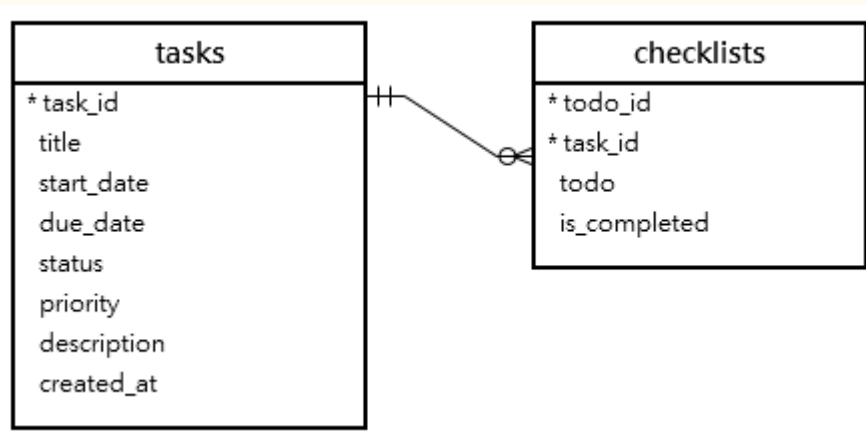 tasks
* task_id
title
start_date
due_date
status
priority
description
created_at
checklists
* todo_id
* task_id
todo
is_completed